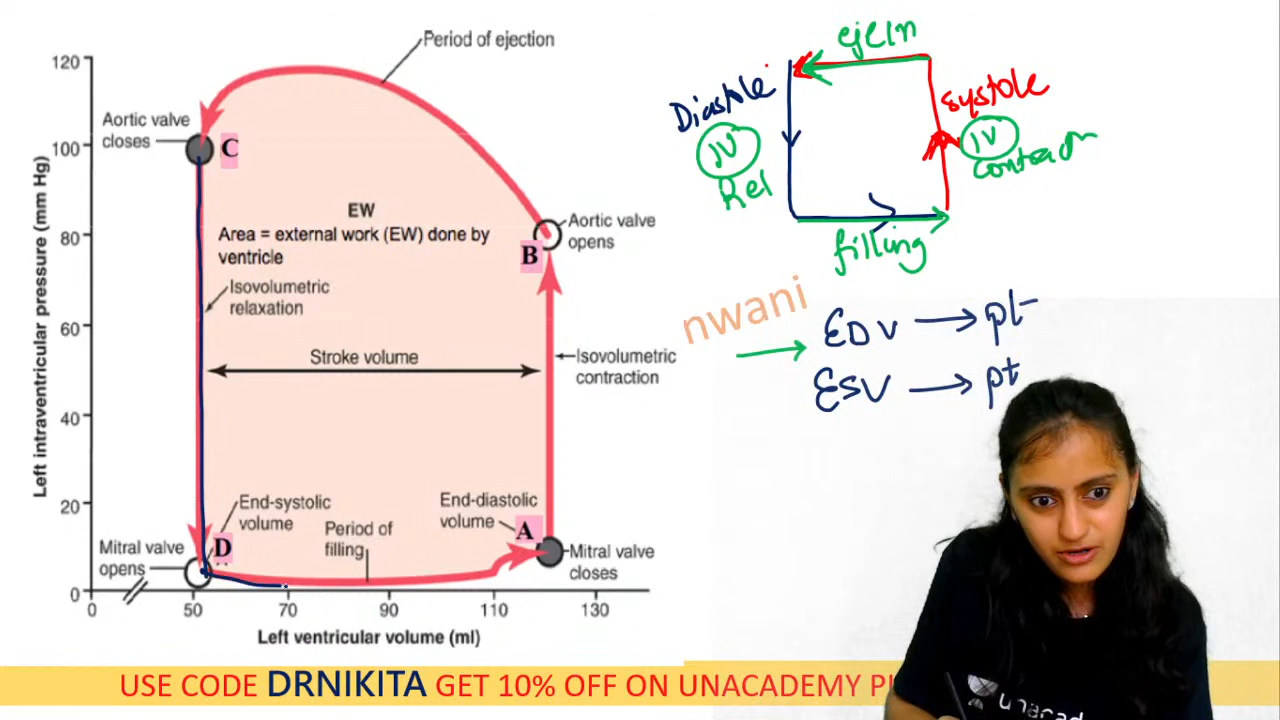 Period of ejection
120
Aortic valve
closes
C
100
EW
Area = external work (EW) done by
ventricle
Aortic valve
opens
B
80
Isovolumetric
relaxation
60
Stroke volume
Isovolumetric
contraction
40
20
End-systolic
volume
End-diastolic
volume
A
Period of
filling
Mitral valve
opens
D
Mitral valve
closes
0
0
50
70
90
110
130
Left intraventricular pressure (mm Hg)
Left ventricular volume (ml)
ejcln
Diastole
systole
IV
Rel
IV
filling
nwani
EDV → pt
ESV → pt
unacad
USE CODE DRNIKITA GET 10% OFF ON UNACADEMY